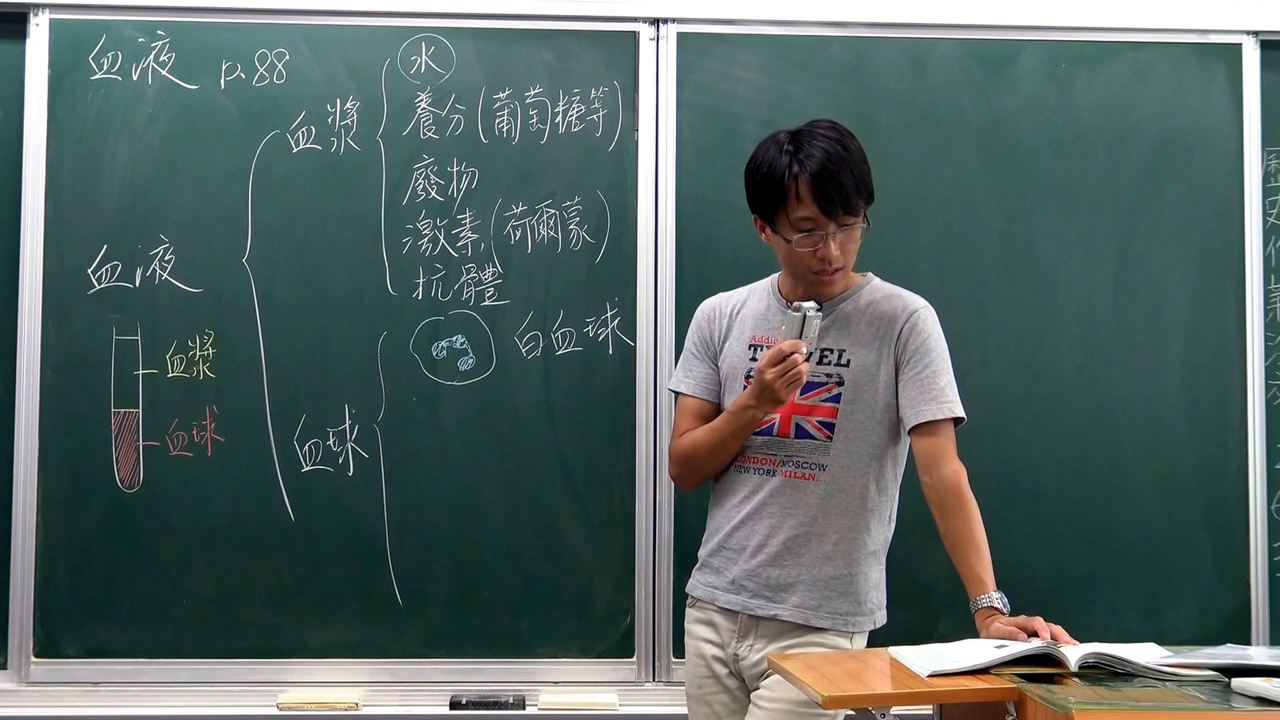 血液 p.88
血漿
水
養分(葡萄糖等)
廢物
激素(荷爾蒙)
抗體
血液
血漿
血球
血球
白血球
Addic
TRAVEL
LONDON/MOSCOW
NEW YORK MILAN...